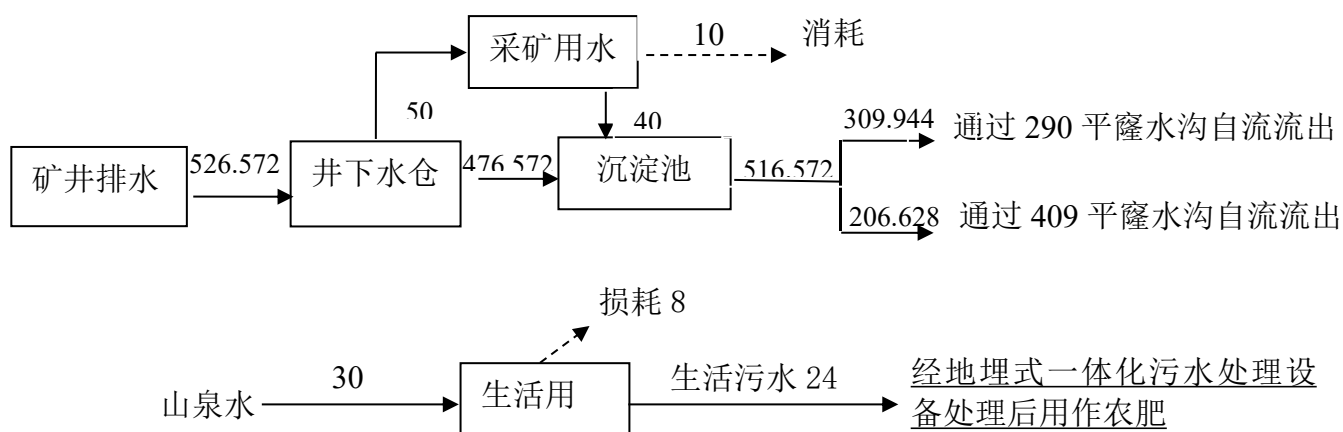 采矿用水
10
消耗
50
40
309.944
通过 290 平窿水沟自流流出
矿井排水
526.572
井下水仓
476.572
沉淀池
516.572
206.628
通过 409 平窿水沟自流流出
损耗 8
山泉水
30
生活用
生活污水 24
经地埋式一体化污水处理设
备处理后用作农肥